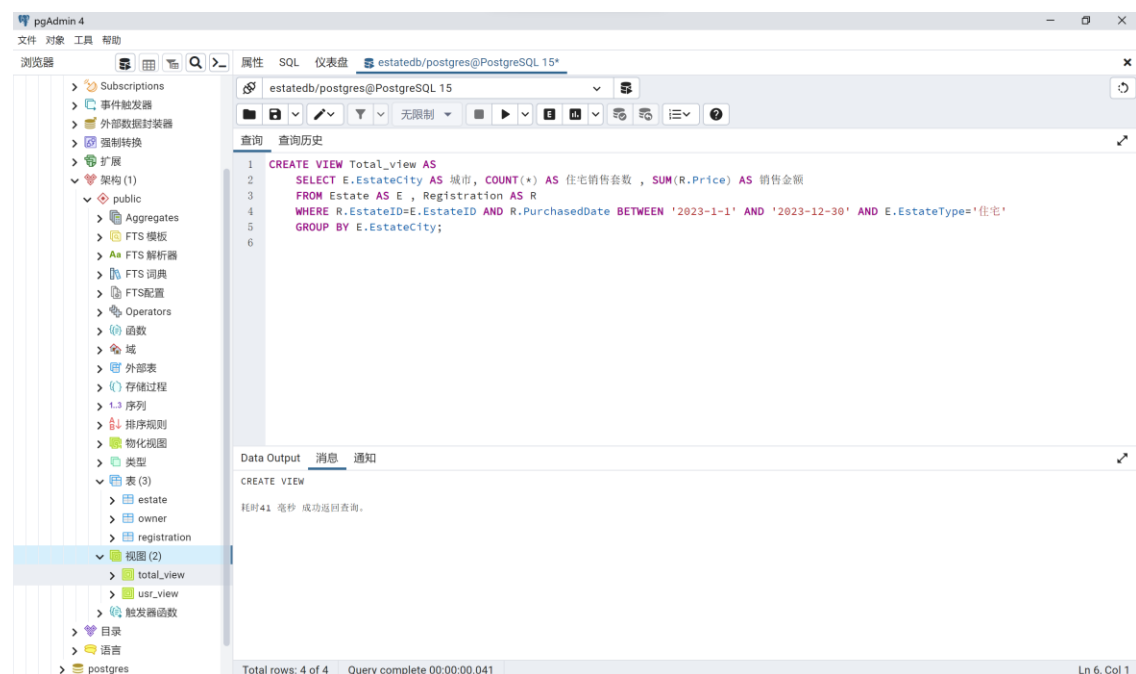 pgAdmin 4
文件 对象 工具 帮助
浏览器
属性 SQL 仪表盘 estatedb/postgres@PostgreSQL 15*
Subscriptions
事件触发器
外部数据封装器
强制转换
扩展
架构 (1)
public
Aggregates
FTS 模板
Aa FTS 解析器
FTS 词典
FTS配置
Operators
函数
域
外部表
存储过程
1..3 序列
排序规则
物化视图
类型
表 (3)
estate
owner
registration
视图 (2)
total_view
usr_view
触发器函数
目录
语言
postgres
estatedb/postgres@PostgreSQL 15
无限制
查询 查询历史
1 CREATE VIEW Total_view AS
2 SELECT E.EstateCity AS 城市, COUNT(*) AS 住宅销售套数 , SUM(R.Price) AS 销售金额
3 FROM Estate AS E , Registration AS R
4 WHERE R.EstateID=E.EstateID AND R.PurchasedDate BETWEEN '2023-1-1' AND '2023-12-30' AND E.EstateType='住宅'
5 GROUP BY E.EstateCity;
6
Data Output 消息 通知
CREATE VIEW
耗时41 毫秒 成功返回查询。
Total rows: 4 of 4 Query complete 00:00:00.041
Ln 6, Col 1